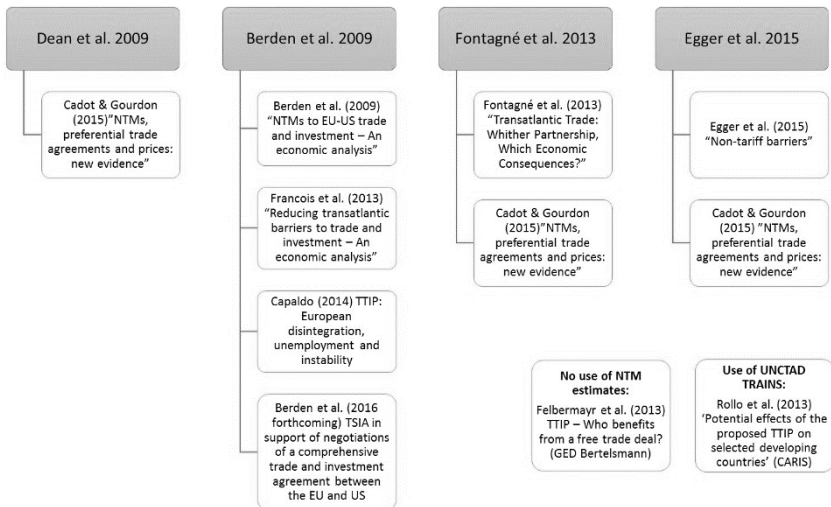 Dean et al. 2009
Cadot & Gourdon
(2015)"NTMs,
preferential trade
agreements and prices:
new evidence"
Berden et al. 2009
Berden et al. (2009)
"NTMs to EU-US trade
and investment – An
economic analysis"
Francois et al. (2013)
"Reducing transatlantic
barriers to trade and
investment – An
economic analysis"
Capaldo (2014) TTIP:
European
disintegration,
unemployment and
instability
Berden et al. (2016
forthcoming) TSIA in
support of negotiations
of a comprehensive
trade and investment
agreement between
the EU and US
Fontagné et al. 2013
Fontagné et al. (2013)
"Transatlantic Trade:
Whither Partnership,
Which Economic
Consequences?"
Cadot & Gourdon
(2015)"NTMs,
preferential trade
agreements and prices:
new evidence"
Egger et al. 2015
Egger et al. (2015)
"Non-tariff barriers"
Cadot & Gourdon
(2015) "NTMs,
preferential trade
agreements and prices:
new evidence"
No use of NTM
estimates:
Felbermayr et al. (2013)
TTIP – Who benefits
from a free trade deal?
(GED Bertelsmann)
Use of UNCTAD
TRAINS:
Rollo et al. (2013)
'Potential effects of the
proposed TTIP on
selected developing
countries' (CARIS)